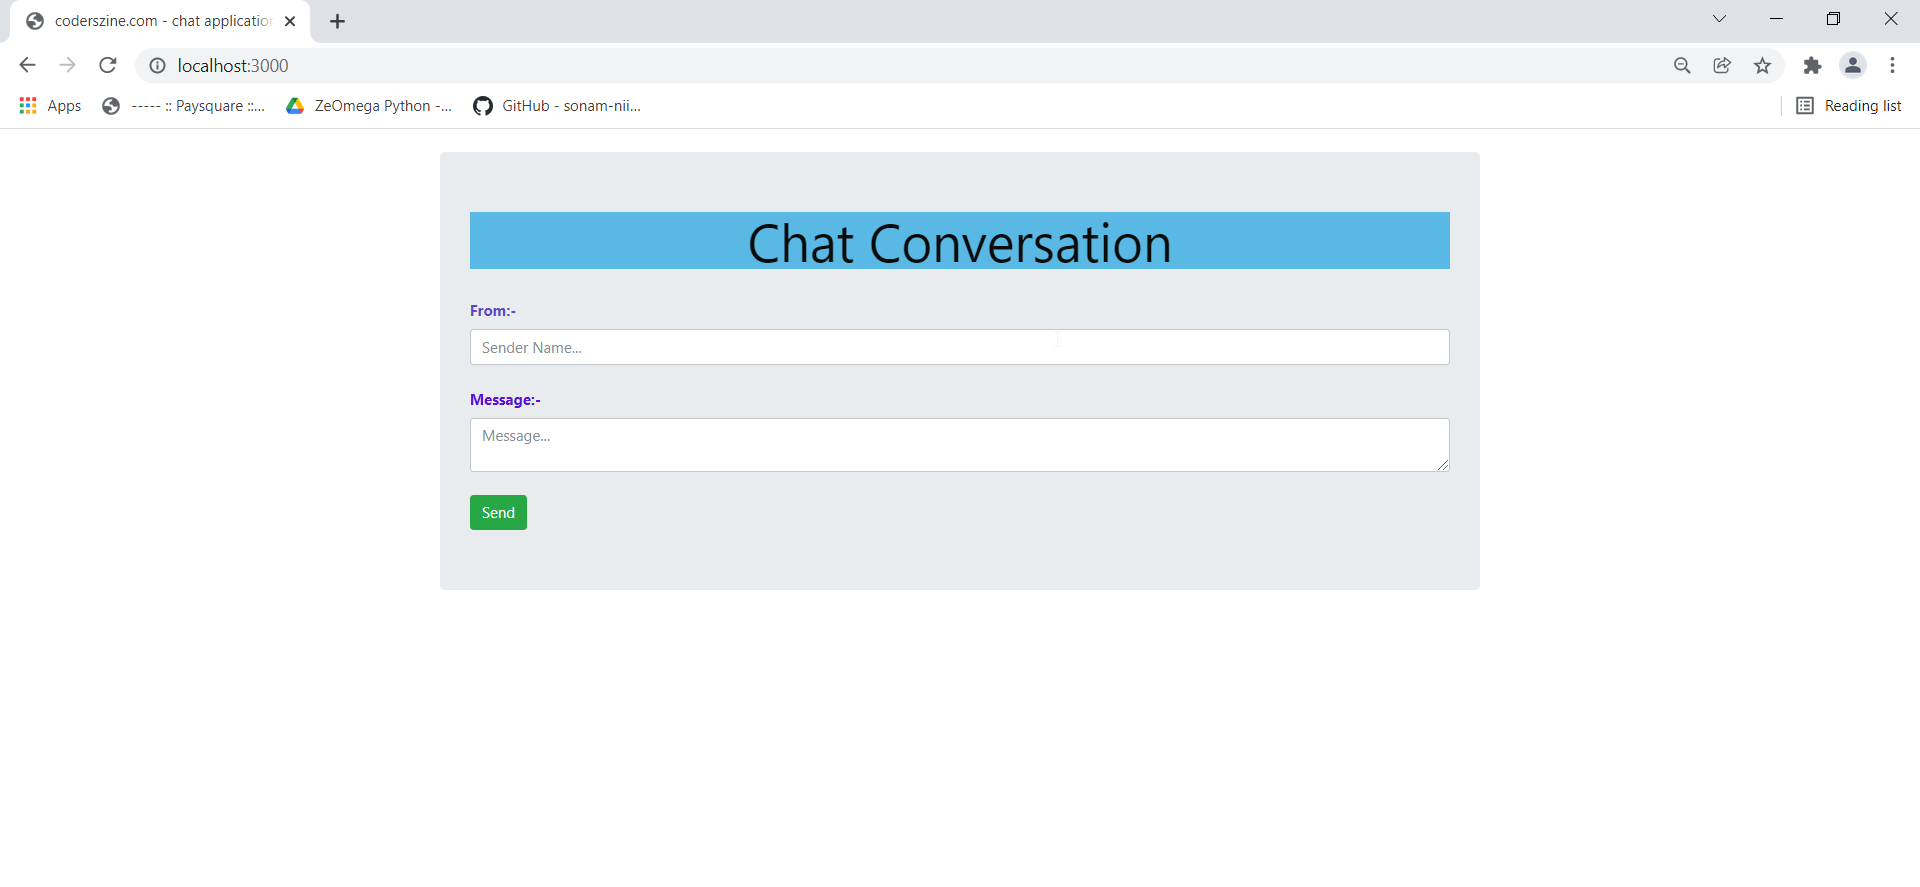 coderszine.com - chat application
localhost:3000
Apps ----- :: Paysquare ::... ZeOmega Python -... GitHub - sonam-nii... Reading list
Chat Conversation
From:-
Sender Name...
Message:-
Message...
Send